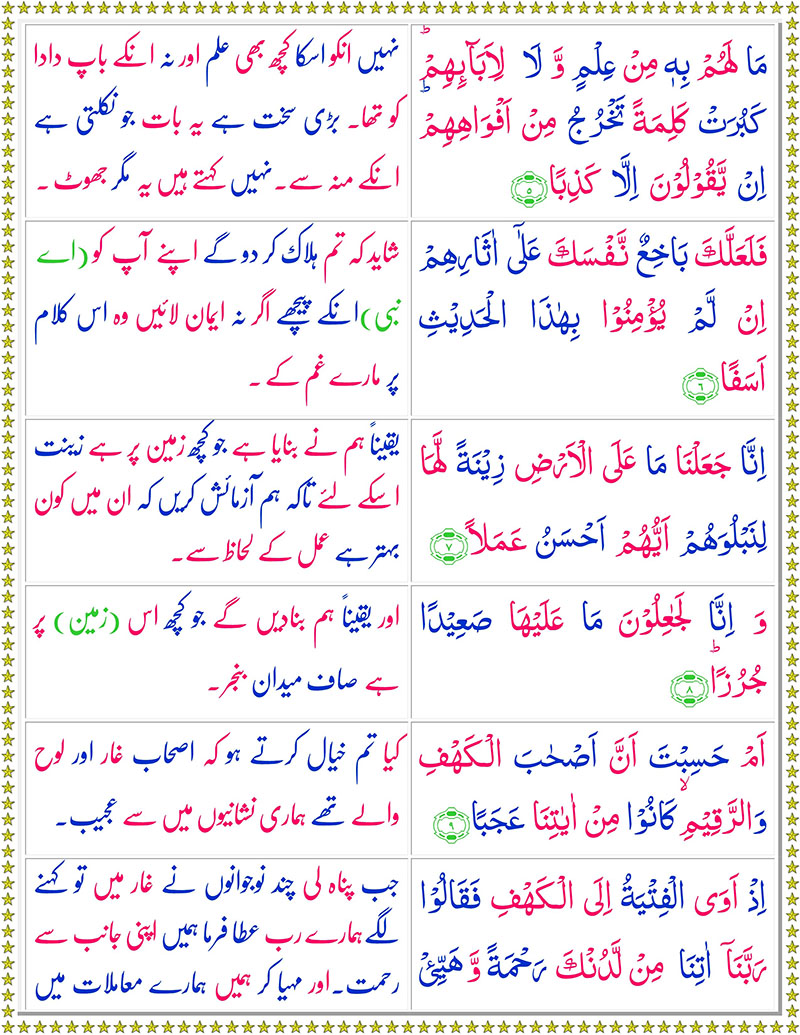 مَا لَهُمْ بِهٖ مِنْ عِلْمٍ وَّ لَا لِاٰبَآىِٕهِمْؕ
كَبُرَتْ كَلِمَةً تَخْرُجُ مِنْ اَفْوَاهِهِمْؕ
اِنْ یَّقُوْلُوْنَ اِلَّا كَذِبًا ﴿۵﴾
نہیں انکو اسکا کچھ بھی علم اور نہ انکے باپ دادا
کو تھا۔ بڑی سخت ہے یہ بات جو نکلتی ہے
انکے منہ سے۔ نہیں کہتے ہیں یہ مگر جھوٹ۔
فَلَعَلَّكَ بَاخِعٌ نَّفْسَكَ عَلٰۤی اٰثَارِهِمْ
اِنْ لَّمْ یُؤْمِنُوْا بِهٰذَا الْحَدِیْثِ
اَسَفًا ﴿۶﴾
شاید کہ تم ہلاک کر دو گے اپنے آپ کو (اے
نبی) انکے پیچھے اگر نہ ایمان لائیں وہ اس کلام
پر مارے غم کے ۔
اِنَّا جَعَلْنَا مَا عَلَی الْاَرْضِ زِیْنَةً لَّهَا
لِنَبْلُوَهُمْ اَیُّهُمْ اَحْسَنُ عَمَلًا ﴿۷﴾
یقیناً ہم نے بنایا ہے جو کچھ زمین پر ہے زینت
اسکے لئے تاکہ ہم آزمائش کریں کہ ان میں کون
بہتر ہے عمل کے لحاظ سے۔
وَ اِنَّا لَجٰعِلُوْنَ مَا عَلَیْهَا صَعِیْدًا
جُرُزًاؕ ﴿۸﴾
اور یقیناً ہم بنادیں گے جو کچھ اس (زمین) پر
ہے صاف میدان بنجر۔
اَمْ حَسِبْتَ اَنَّ اَصْحٰبَ الْكَهْفِ
وَالرَّقِیْمِۙ كَانُوْا مِنْ اٰیٰتِنَا عَجَبًا ﴿۹﴾
کیا تم خیال کرتے ہو کہ اصحاب غار اور لوح
والے تھے ہماری نشانیوں میں سے عجیب۔
اِذْ اَوَی الْفِتْیَةُ اِلَی الْكَهْفِ فَقَالُوْا
رَبَّنَاۤ اٰتِنَا مِنْ لَّدُنْكَ رَحْمَةً وَّ هَیِّئْ
جب پناہ لی چند نوجوانوں نے غار میں تو کہنے
لگے ہمارے رب عطا فرما ہمیں اپنی جانب سے
رحمت۔ اور مہیا کر ہمیں ہمارے معاملات میں